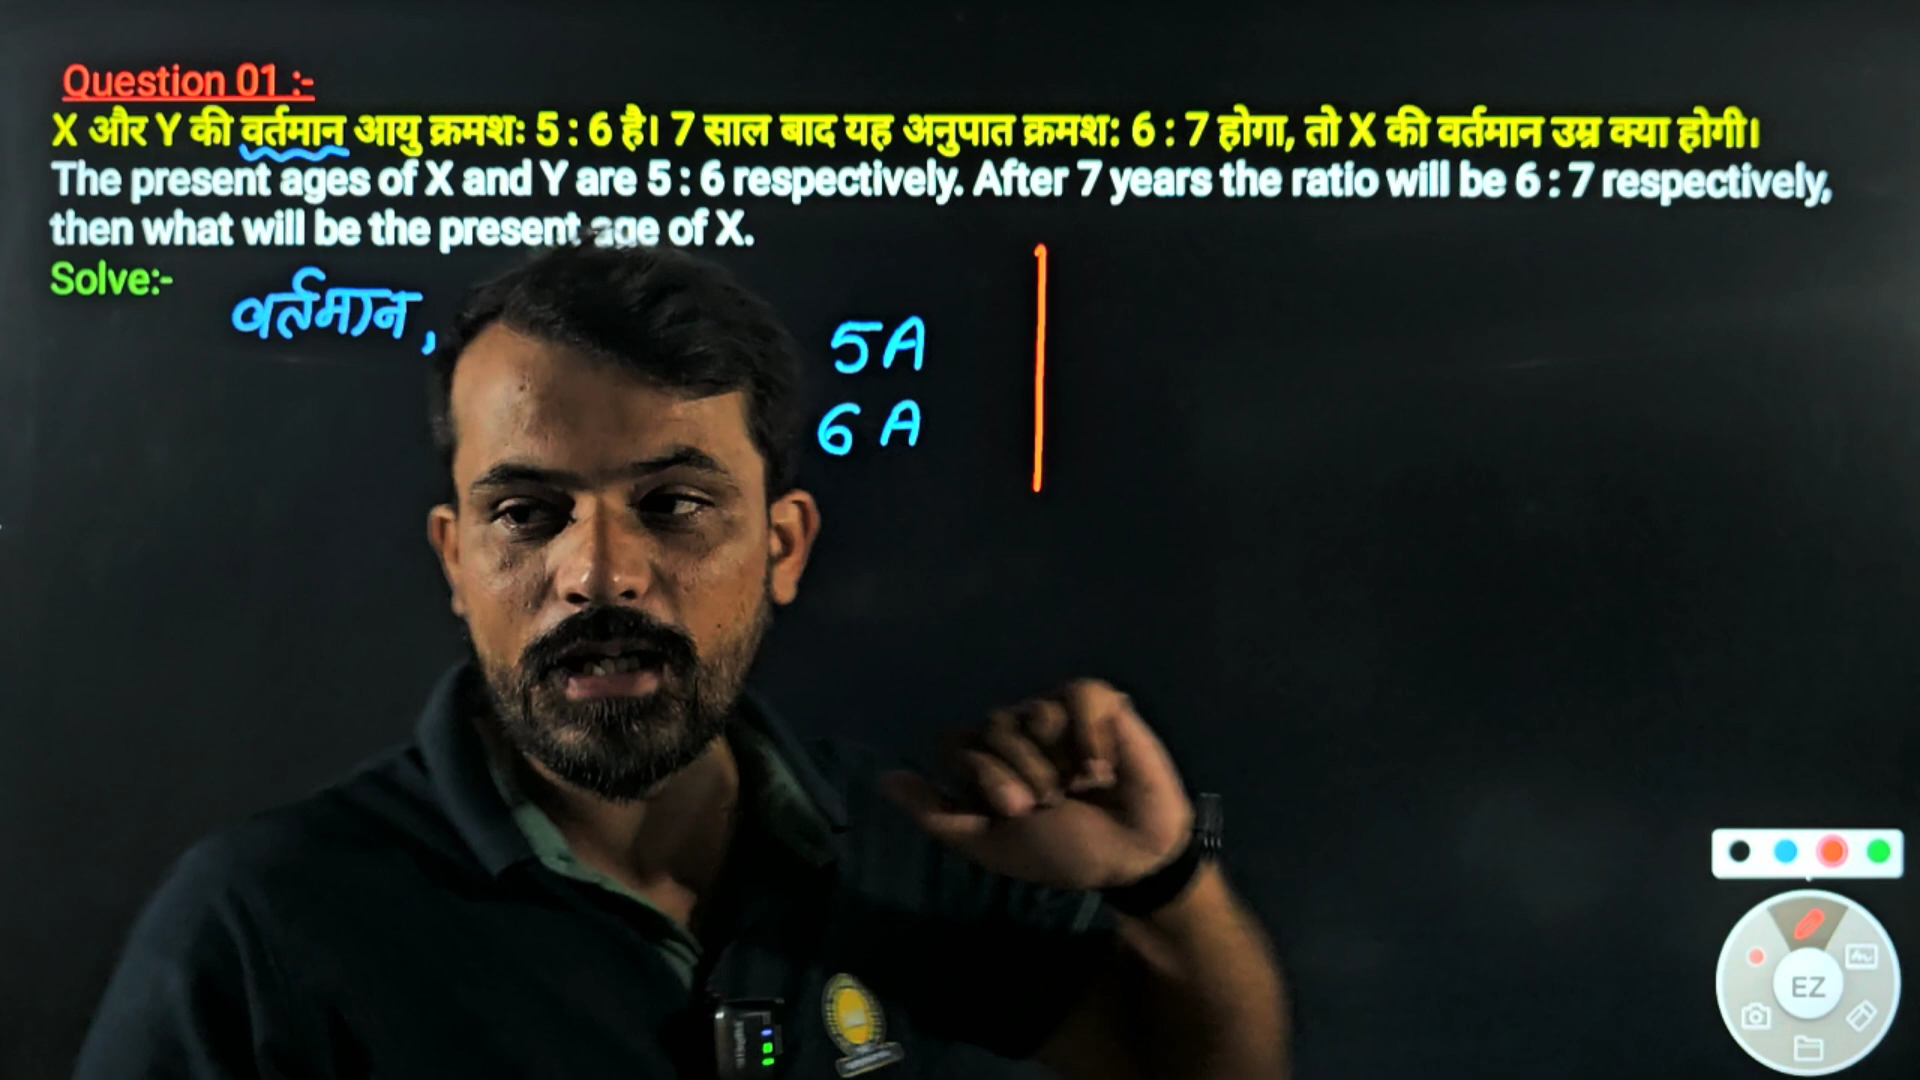 Question 01 :-
X और Y की वर्तमान आयु क्रमशः 5 : 6 है। 7 साल बाद यह अनुपात क्रमश: 6 : 7 होगा, तो X की वर्तमान उम्र क्या होगी।
The present ages of X and Y are 5 : 6 respectively. After 7 years the ratio will be 6 : 7 respectively,
then what will be the present age of X.
Solve:-
वर्तमान,
5A
6A
EZ